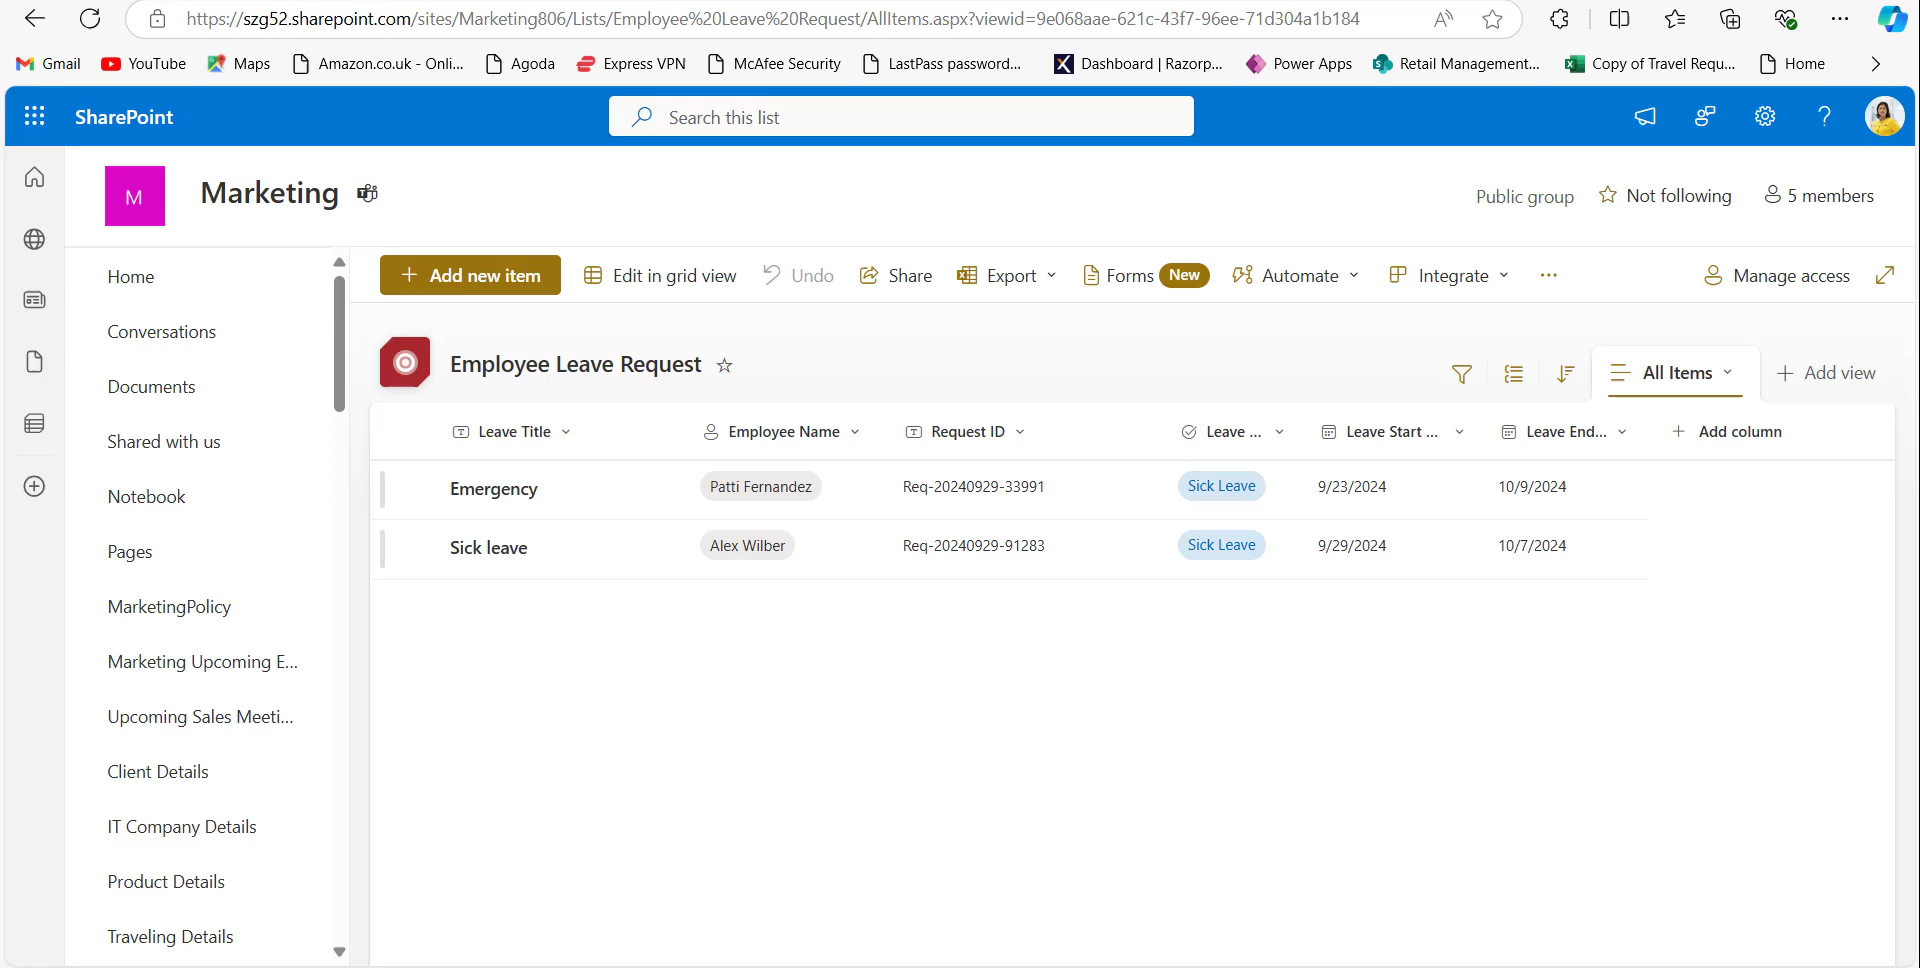 https://szg52.sharepoint.com/sites/Marketing806/Lists/Employee%20Leave%20Request/AllItems.aspx?viewid=9e068aae-621c-43f7-96ee-71d304a1b184
Gmail YouTube Maps Amazon.co.uk - Onli... Agoda Express VPN McAfee Security LastPass password... Dashboard | Razorp... Power Apps Retail Management... Copy of Travel Requ... Home
SharePoint Search this list
M Marketing Public group Not following 5 members
Add new item Edit in grid view Undo Share Export Forms New Automate Integrate Manage access
Home
Conversations
Documents
Shared with us
Notebook
Pages
MarketingPolicy
Marketing Upcoming E...
Upcoming Sales Meeti...
Client Details
IT Company Details
Product Details
Traveling Details
Employee Leave Request All Items Add view
Leave Title Employee Name Request ID Leave ... Leave Start ... Leave End... Add column
Emergency Patti Fernandez Req-20240929-33991 Sick Leave 9/23/2024 10/9/2024
Sick leave Alex Wilber Req-20240929-91283 Sick Leave 9/29/2024 10/7/2024